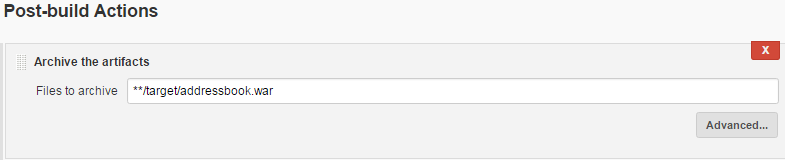 Post-build Actions
X
Archive the artifacts
Files to archive **/target/addressbook.war
Advanced...